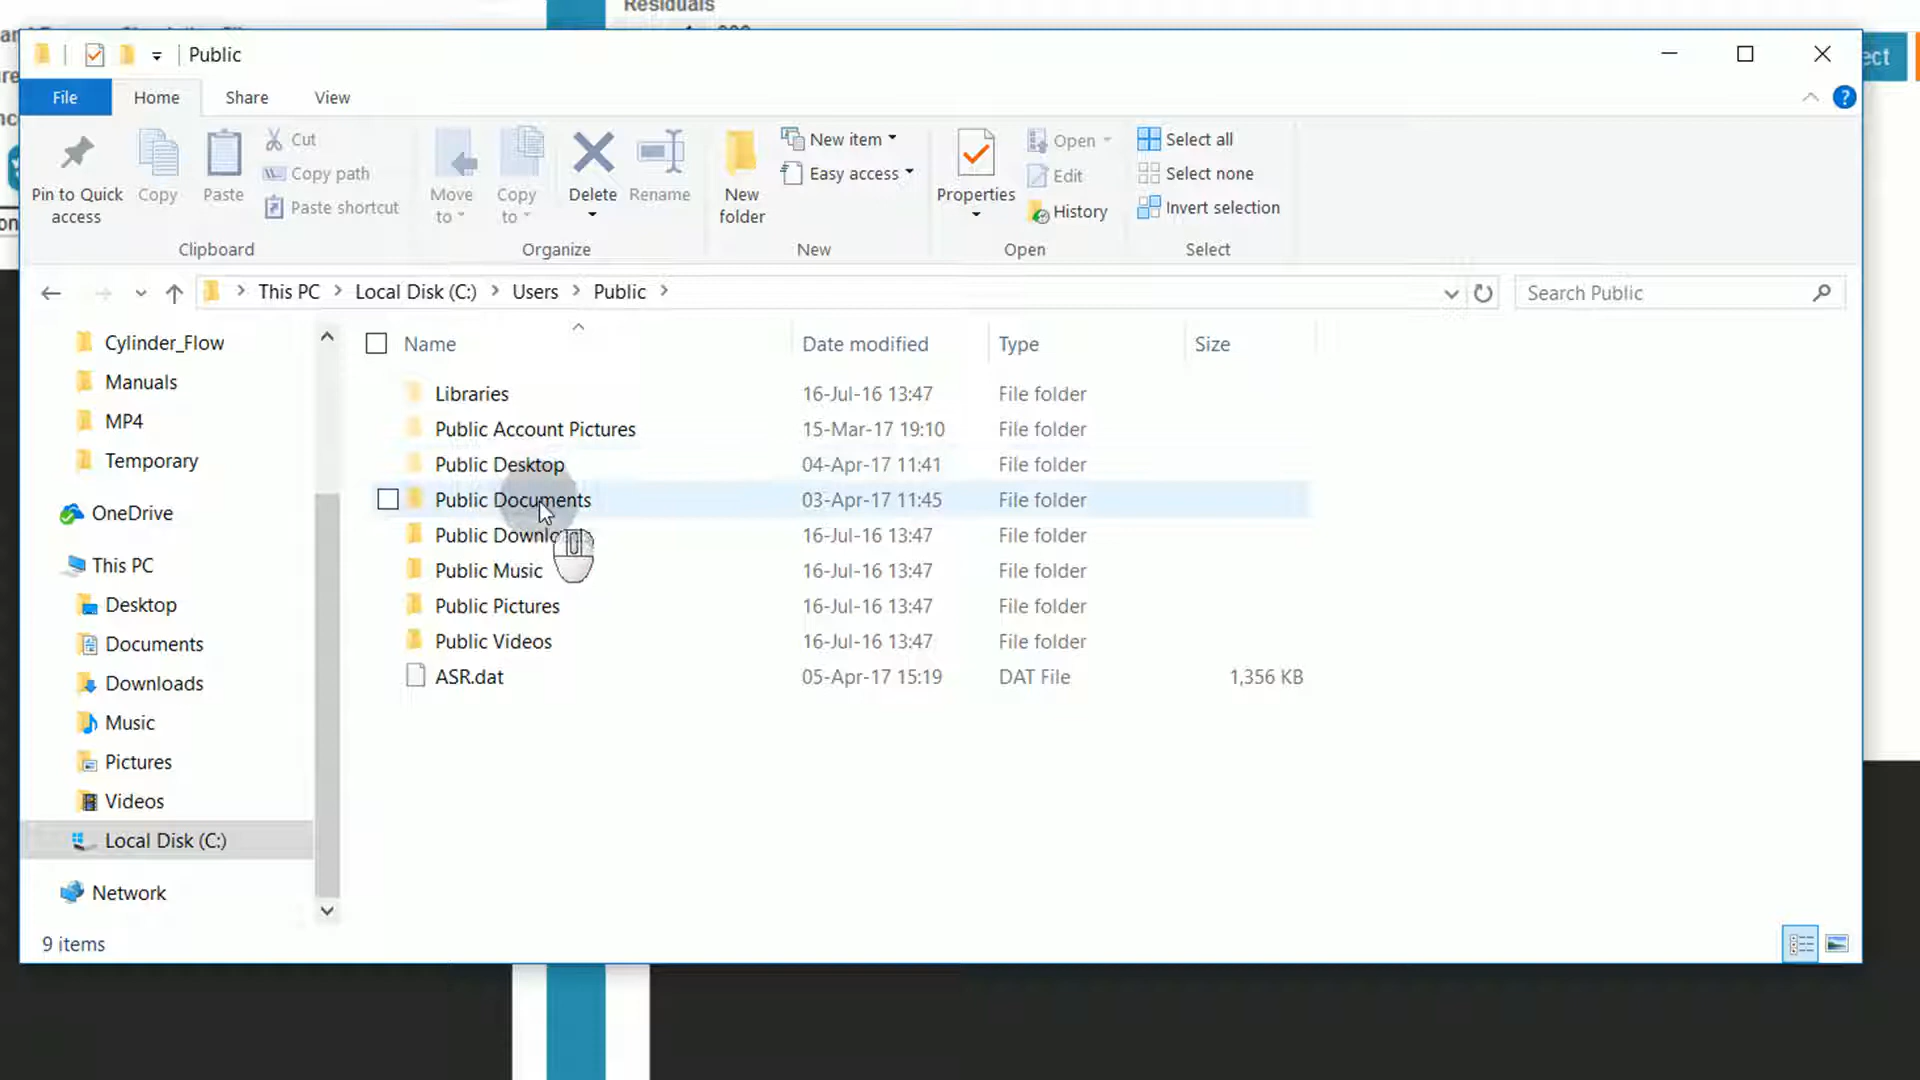 Residuals
Public
ect
File Home Share View
Pin to Quick access
Copy
Paste
Cut
Copy path
Paste shortcut
Move to
Copy to
Delete
Rename
New folder
New item
Easy access
Properties
Open
Edit
History
Select all
Select none
Invert selection
Clipboard Organize New Open Select
This PC Local Disk (C:) Users Public
Search Public
Cylinder_Flow
Manuals
MP4
Temporary
OneDrive
This PC
Desktop
Documents
Downloads
Music
Pictures
Videos
Local Disk (C:)
Network
Name Date modified Type Size
Libraries 16-Jul-16 13:47 File folder
Public Account Pictures 15-Mar-17 19:10 File folder
Public Desktop 04-Apr-17 11:41 File folder
Public Documents 03-Apr-17 11:45 File folder
Public Downlo 16-Jul-16 13:47 File folder
Public Music 16-Jul-16 13:47 File folder
Public Pictures 16-Jul-16 13:47 File folder
Public Videos 16-Jul-16 13:47 File folder
ASR.dat 05-Apr-17 15:19 DAT File 1,356 KB
9 items